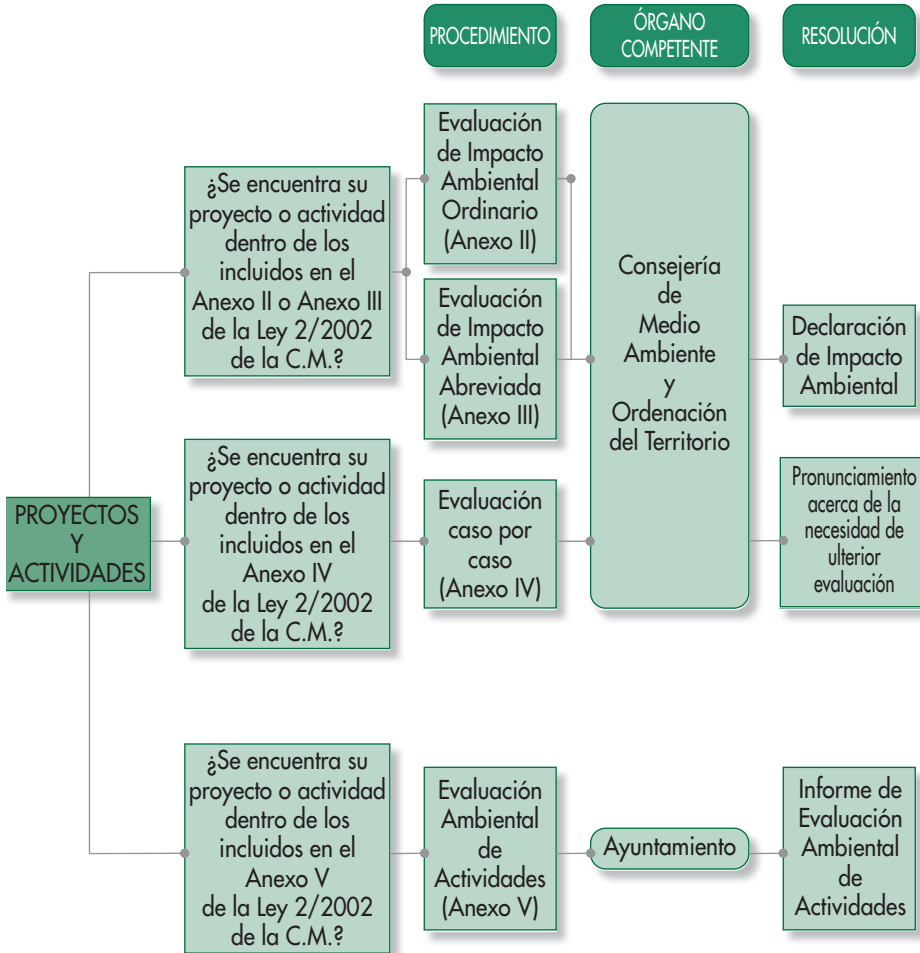 PROCEDIMIENTO
ÓRGANO
COMPETENTE
RESOLUCIÓN
PROYECTOS
Y
ACTIVIDADES
¿Se encuentra su
proyecto o actividad
dentro de los
incluidos en el
Anexo II o Anexo III
de la Ley 2/2002
de la C.M.?
Evaluación
de Impacto
Ambiental
Ordinario
(Anexo II)
Evaluación
de Impacto
Ambiental
Abreviada
(Anexo III)
Consejería
de
Medio
Ambiente
y
Ordenación
del Territorio
Declaración
de Impacto
Ambiental
¿Se encuentra su
proyecto o actividad
dentro de los
incluidos en el
Anexo IV
de la Ley 2/2002
de la C.M.?
Evaluación
caso por
caso
(Anexo IV)
Pronunciamiento
acerca de la
necesidad de
ulterior
evaluación
¿Se encuentra su
proyecto o actividad
dentro de los
incluidos en el
Anexo V
de la Ley 2/2002
de la C.M.?
Evaluación
Ambiental
de
Actividades
(Anexo V)
Ayuntamiento
Informe de
Evaluación
Ambiental
de
Actividades